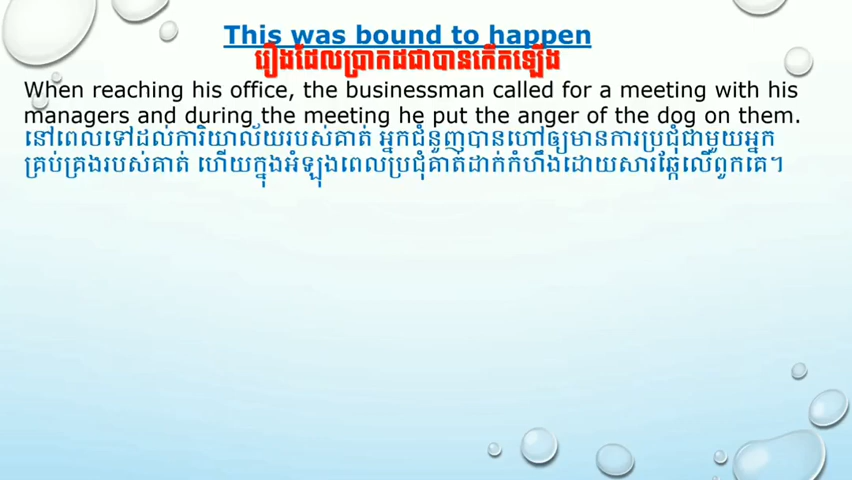 This was bound to happen
រឿងដែលប្រាកដជាបានកើតឡើង
When reaching his office, the businessman called for a meeting with his
managers and during the meeting he put the anger of the dog on them.
នៅពេលទៅដល់ការិយាល័យរបស់គាត់ អ្នកជំនួញបានហៅឲ្យមានការប្រជុំជាមួយអ្នក
គ្រប់គ្រងរបស់គាត់ ហើយក្នុងអំឡុងពេលប្រជុំគាត់ដាក់កំហឹងដោយសារឆ្កែលើពួកគេ។